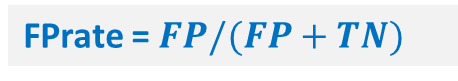 FPrate = FP/(FP + TN)